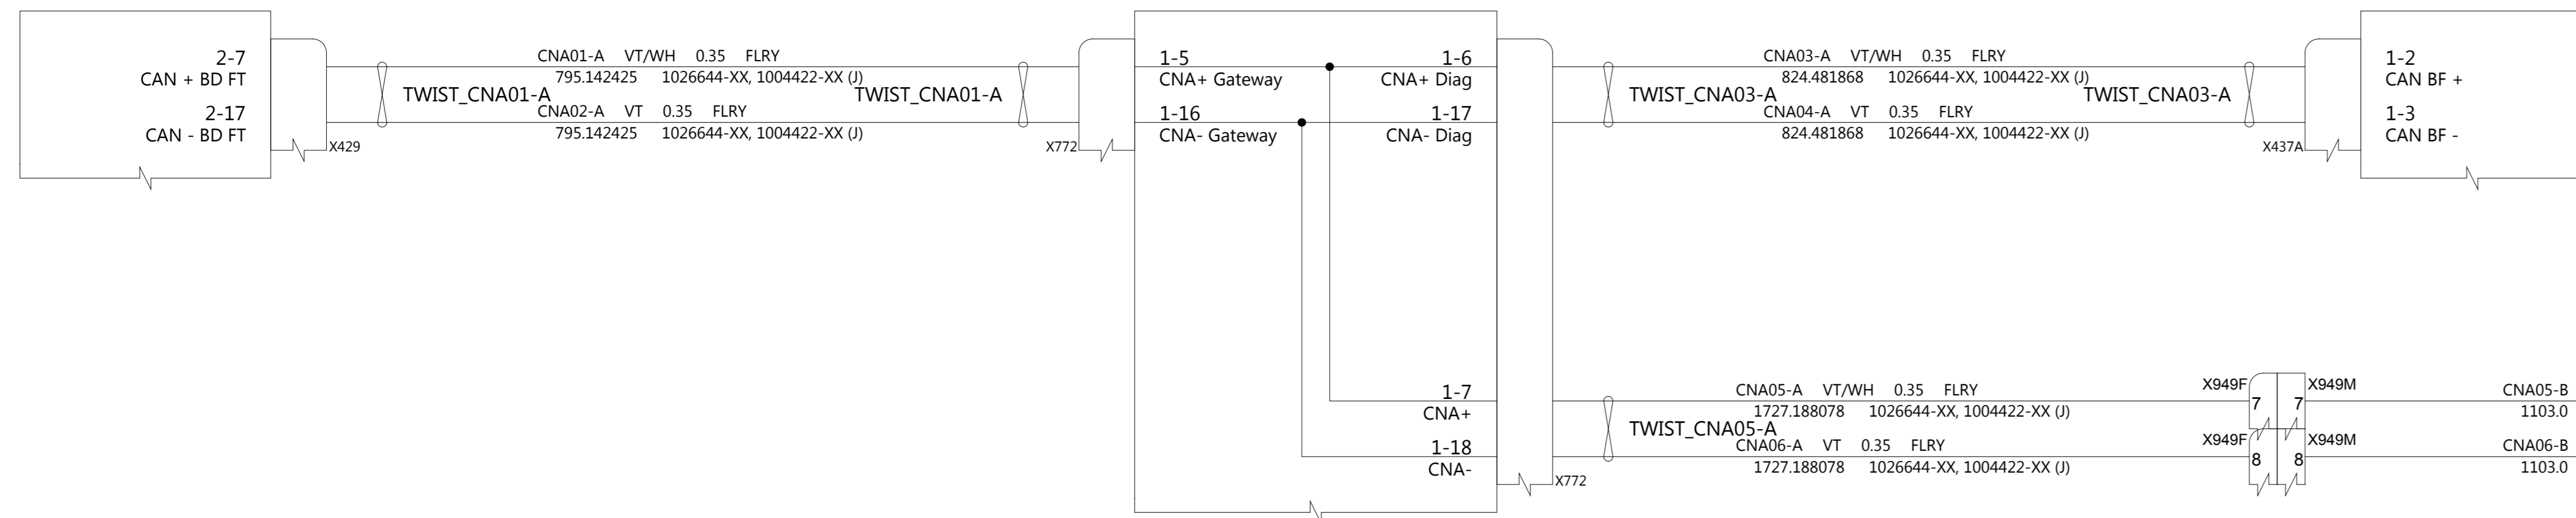 2-7
CAN + BD FT
2-17
CAN - BD FT
X429
CNA01-A VT/WH 0.35 FLRY
795.142425 1026644-XX, 1004422-XX (J)
TWIST_CNA01-A
TWIST_CNA01-A
CNA02-A VT 0.35 FLRY
795.142425 1026644-XX, 1004422-XX (J)
X772
1-5
CNA+ Gateway
1-16
CNA- Gateway
1-6
CNA+ Diag
1-17
CNA- Diag
1-7
CNA+
1-18
CNA-
X772
CNA03-A VT/WH 0.35 FLRY
824.481868 1026644-XX, 1004422-XX (J)
TWIST_CNA03-A
TWIST_CNA03-A
CNA04-A VT 0.35 FLRY
824.481868 1026644-XX, 1004422-XX (J)
X437A
1-2
CAN BF +
1-3
CAN BF -
CNA05-A VT/WH 0.35 FLRY
1727.188078 1026644-XX, 1004422-XX (J)
TWIST_CNA05-A
CNA06-A VT 0.35 FLRY
1727.188078 1026644-XX, 1004422-XX (J)
X949F
7
7
X949M
X949F
8
8
X949M
CNA05-B
1103.0
CNA06-B
1103.0